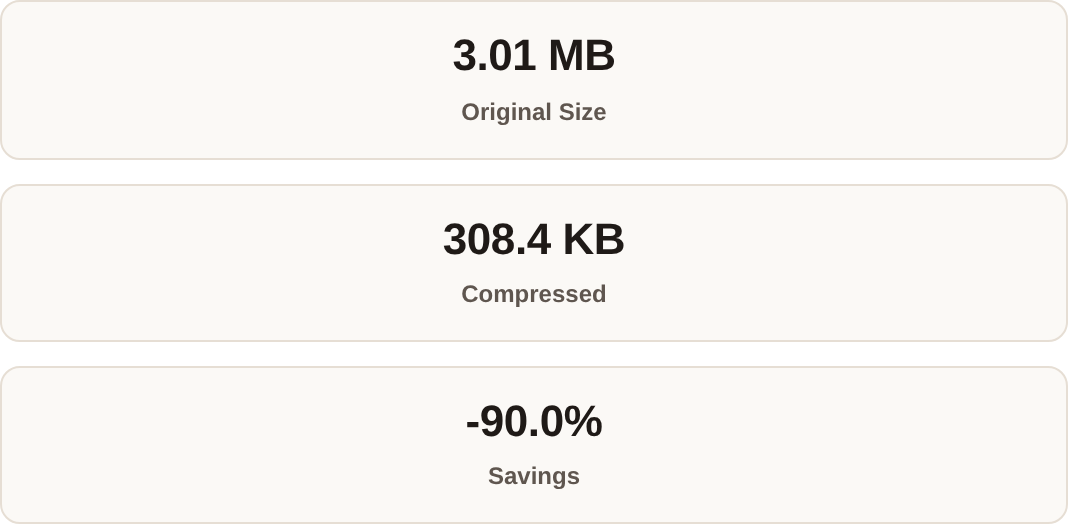 3.01 MB
Original Size
308.4 KB
Compressed
-90.0%
Savings